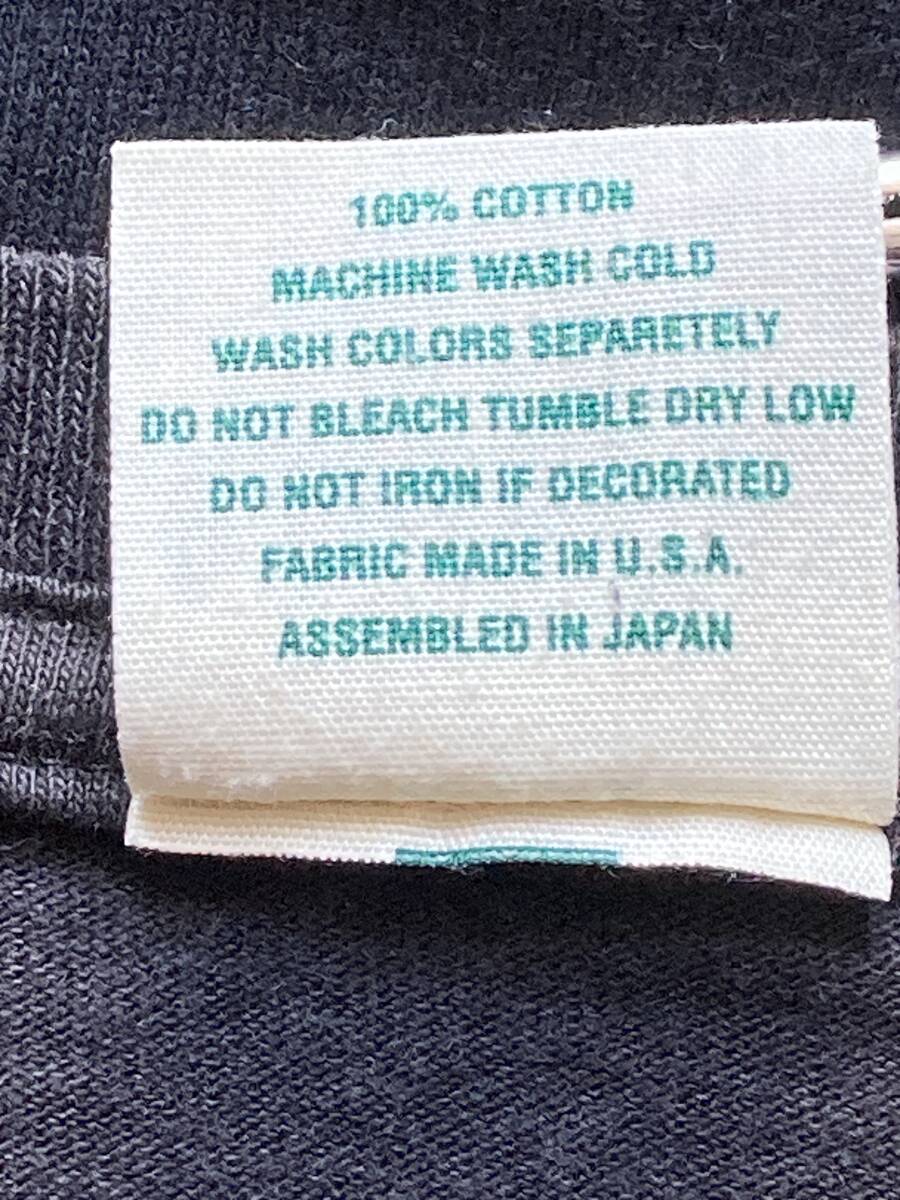 100% COTTON
MACHINE WASH COLD
WASH COLORS SEPARETELY
DO NOT BLEACH TUMBLE DRY LOW
DO NOT IRON IF DECORATED
FABRIC MADE IN U.S.A.
ASSEMBLED IN JAPAN